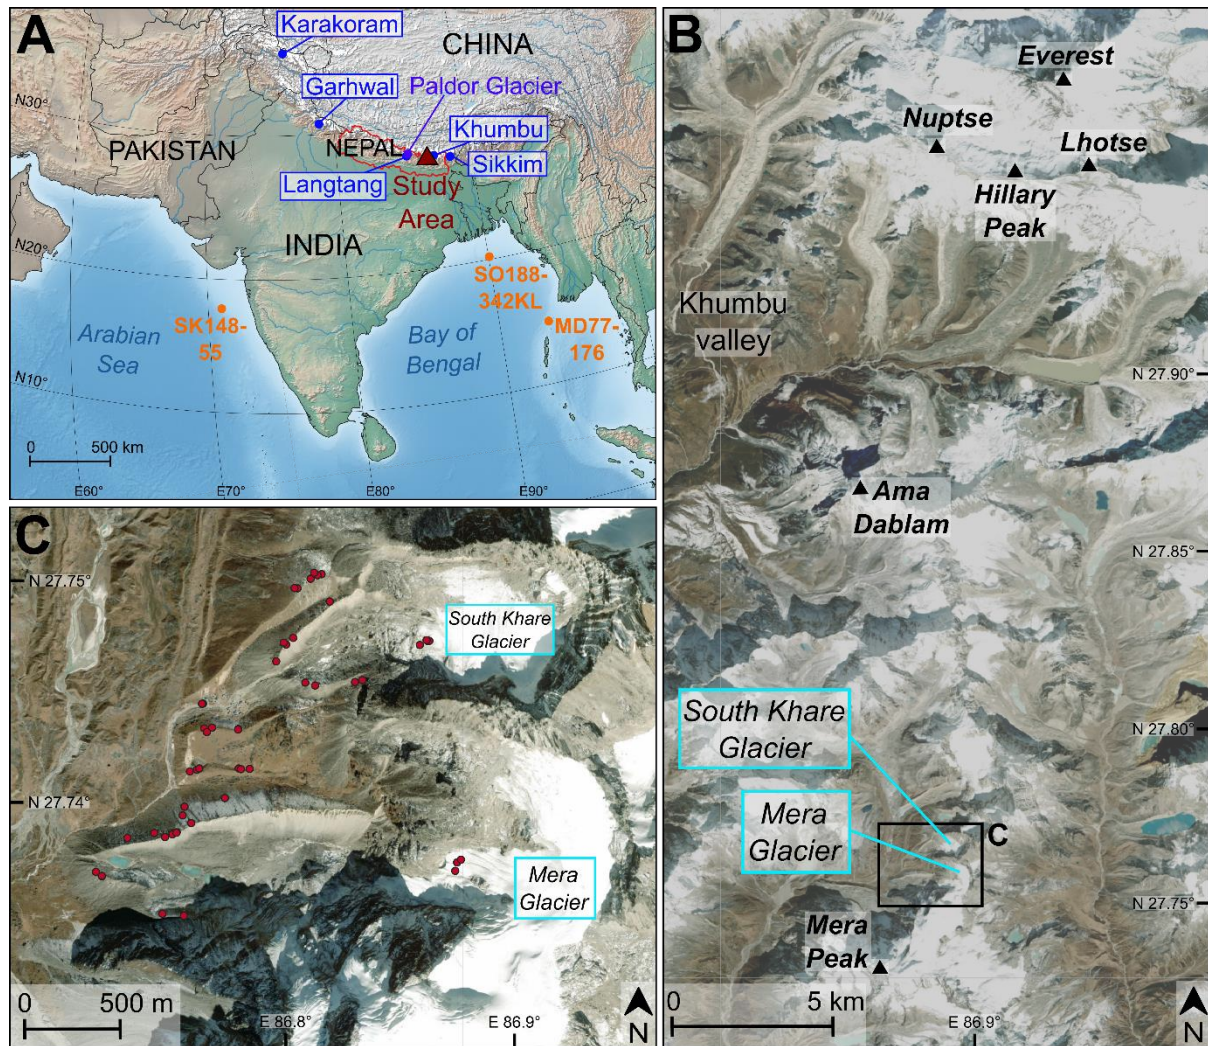 A
Karakoram
CHINA
Garhwal
Paldor Glacier
N30°
PAKISTAN
NEPAL
Khumbu
Sikkim
Langtang
Study
Area
N20°
INDIA
SO188-
342KL
SK148-
55
MD77-
176
Arabian
Sea
Bay of
Bengal
N10°
0 500 km
E60° E70° E80° E90°
B
Everest
Nuptse
Lhotse
Hillary
Peak
Khumbu
valley
N 27.90°
Ama
Dablam
N 27.85°
South Khare
Glacier
N 27.80°
Mera
Glacier
C
N 27.75°
Mera
Peak
0 5 km
E 86.9°
N
C
N 27.75°
South Khare
Glacier
N 27.74°
Mera
Glacier
0 500 m
E 86.8°
E 86.9°
N